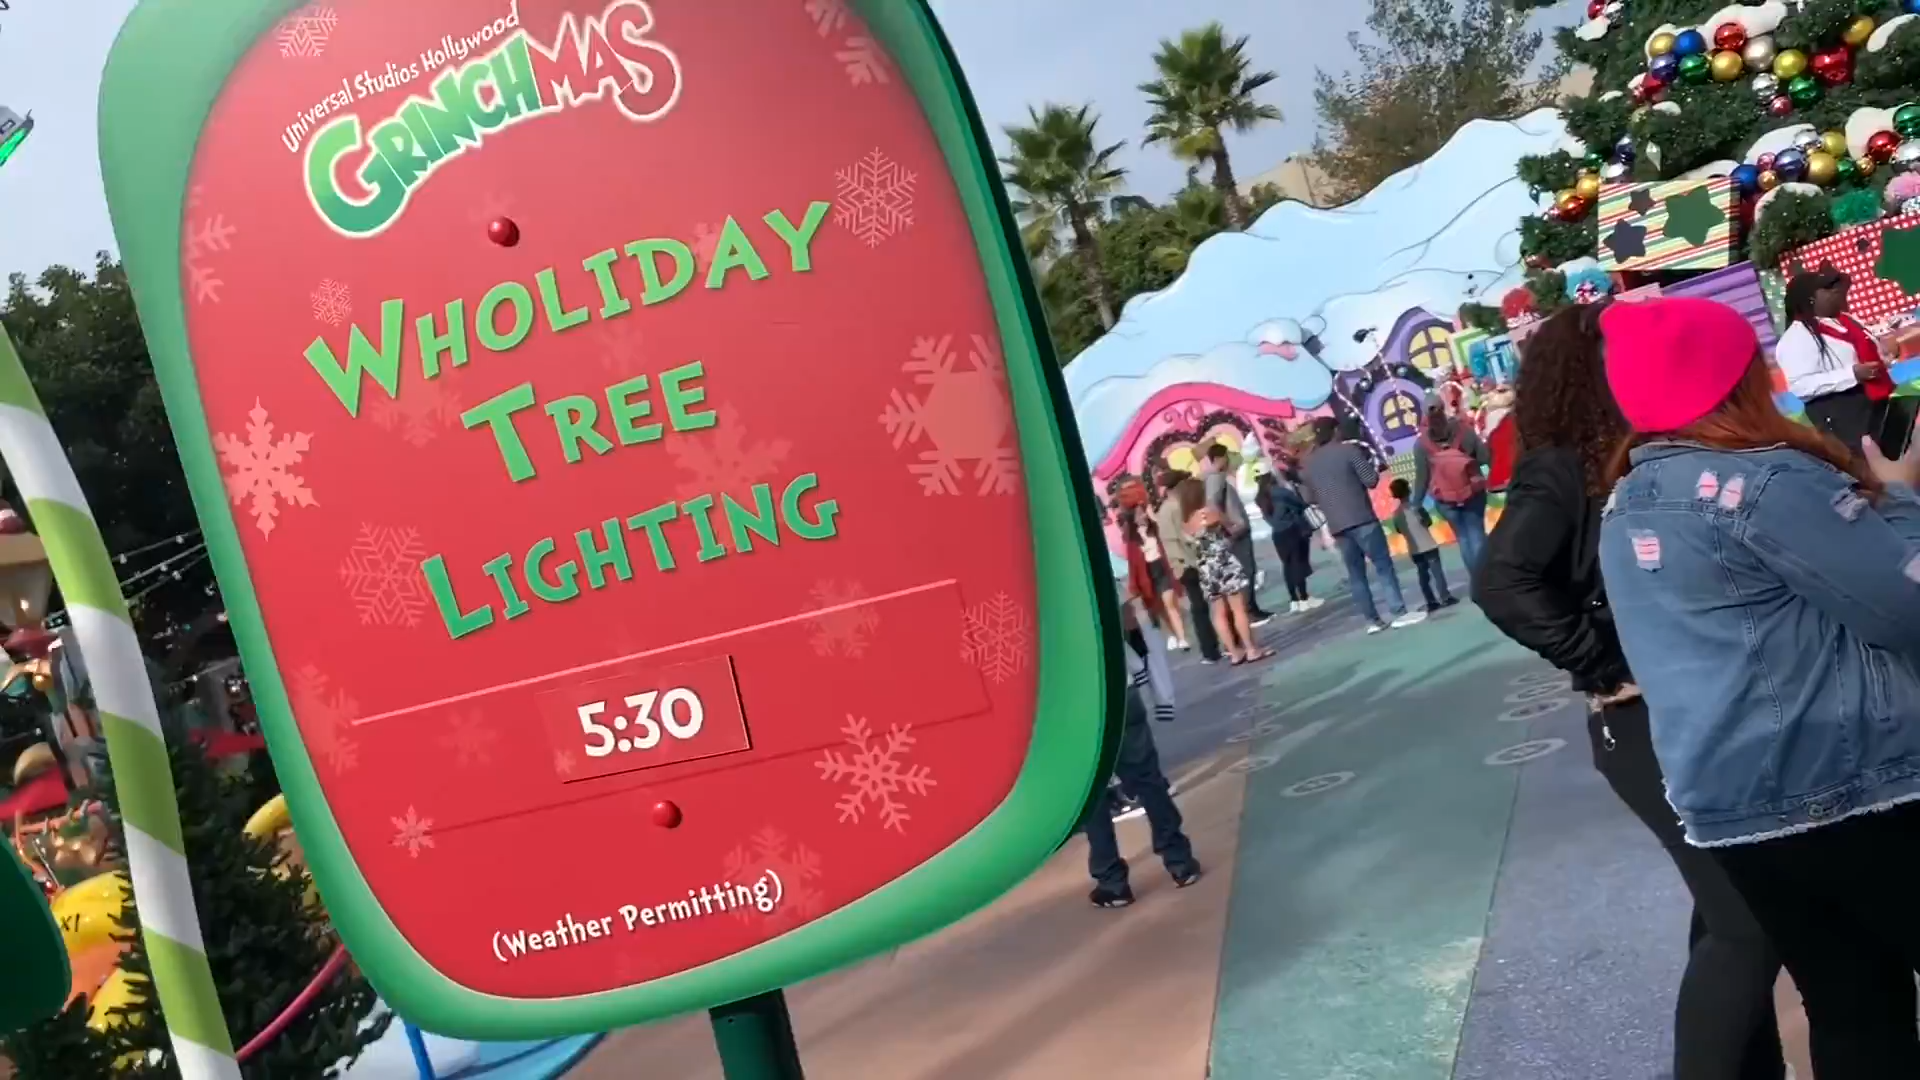 Universal Studios Hollywood
GRINCHMAS
WHOLIDAY
TREE
LIGHTING
5:30
(Weather Permitting)